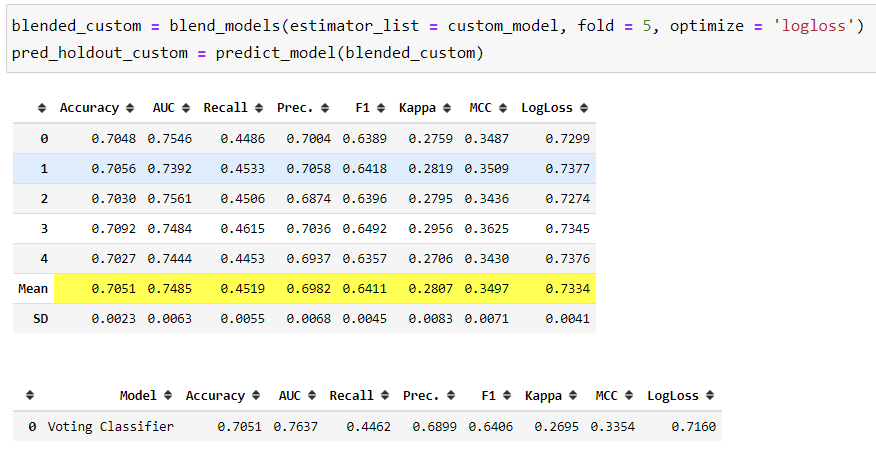 blended_custom = blend_models(estimator_list = custom_model, fold = 5, optimize = 'logloss')
pred_holdout_custom = predict_model(blended_custom)
Accuracy AUC Recall Prec. F1 Kappa MCC LogLoss
0 0.7048 0.7546 0.4486 0.7004 0.6389 0.2759 0.3487 0.7299
1 0.7056 0.7392 0.4533 0.7058 0.6418 0.2819 0.3509 0.7377
2 0.7030 0.7561 0.4506 0.6874 0.6396 0.2795 0.3436 0.7274
3 0.7092 0.7484 0.4615 0.7036 0.6492 0.2956 0.3625 0.7345
4 0.7027 0.7444 0.4453 0.6937 0.6357 0.2706 0.3430 0.7376
Mean 0.7051 0.7485 0.4519 0.6982 0.6411 0.2807 0.3497 0.7334
SD 0.0023 0.0063 0.0055 0.0068 0.0045 0.0083 0.0071 0.0041
Model Accuracy AUC Recall Prec. F1 Kappa MCC LogLoss
0 Voting Classifier 0.7051 0.7637 0.4462 0.6899 0.6406 0.2695 0.3354 0.7160